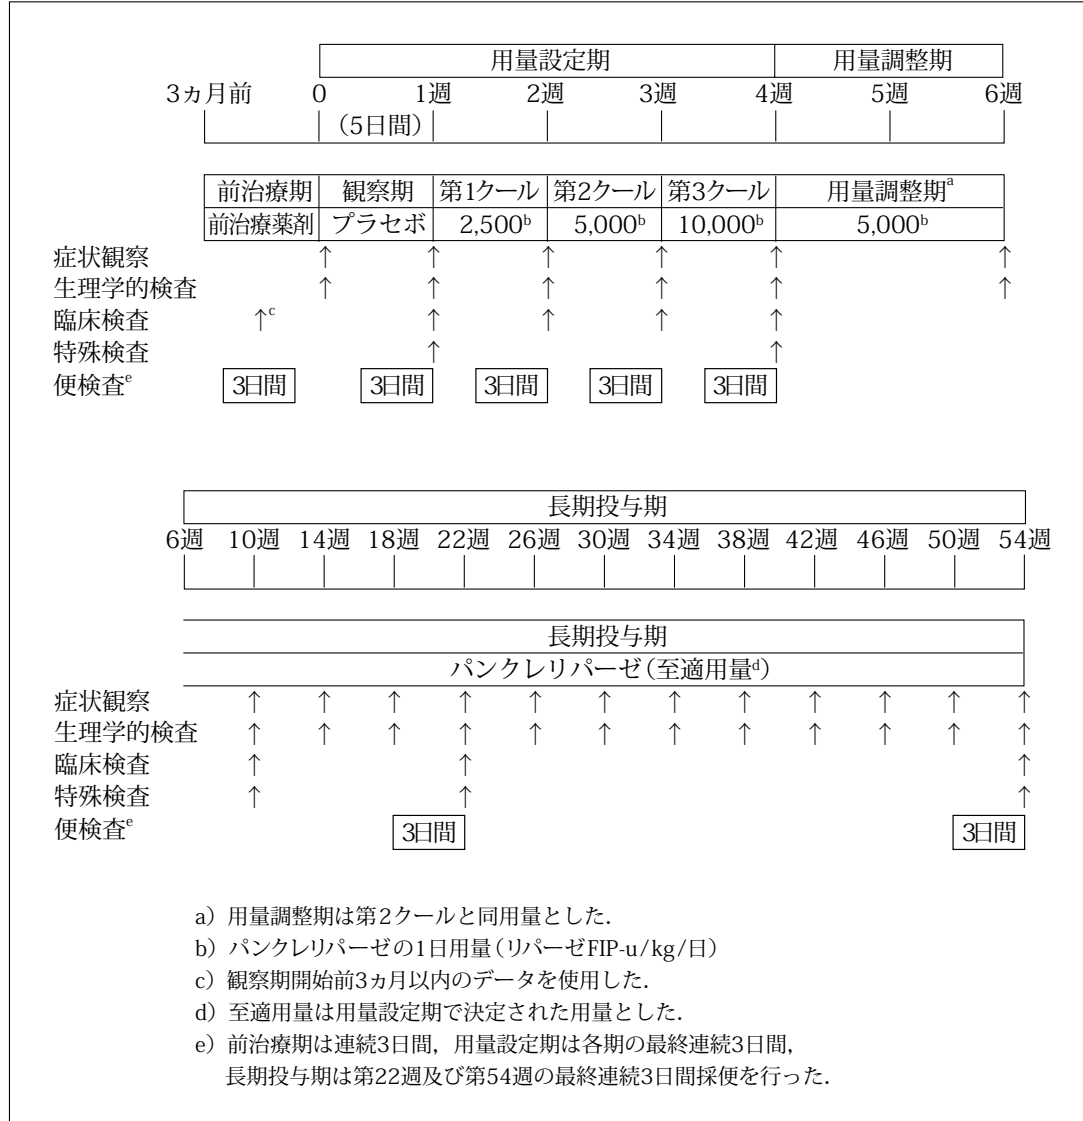 用量設定期 用量調整期
3ヵ月前 0 1週 2週 3週 4週 5週 6週
(5日間)
前治療期 観察期 第1クール 第2クール 第3クール 用量調整期a
前治療薬剤 プラセボ 2,500b 5,000b 10,000b 5,000b
症状観察 ↑ ↑ ↑ ↑ ↑ ↑
生理学的検査 ↑ ↑ ↑ ↑ ↑ ↑
臨床検査 ↑c ↑ ↑ ↑ ↑
特殊検査 ↑ ↑
便検査e 3日間 3日間 3日間 3日間 3日間
長期投与期
6週 10週 14週 18週 22週 26週 30週 34週 38週 42週 46週 50週 54週
長期投与期
パンクレリパーゼ(至適用量d)
症状観察 ↑ ↑ ↑ ↑ ↑ ↑ ↑ ↑ ↑ ↑ ↑ ↑
生理学的検査 ↑ ↑ ↑ ↑ ↑ ↑ ↑ ↑ ↑ ↑ ↑ ↑
臨床検査 ↑ ↑ ↑
特殊検査 ↑ ↑ ↑
便検査e 3日間 3日間
a)用量調整期は第2クールと同用量とした.
b)パンクレリパーゼの1日用量(リパーゼFIP-u/kg/日)
c)観察期開始前3ヵ月以内のデータを使用した.
d)至適用量は用量設定期で決定された用量とした.
e)前治療期は連続3日間,用量設定期は各期の最終連続3日間,
長期投与期は第22週及び第54週の最終連続3日間採便を行った.